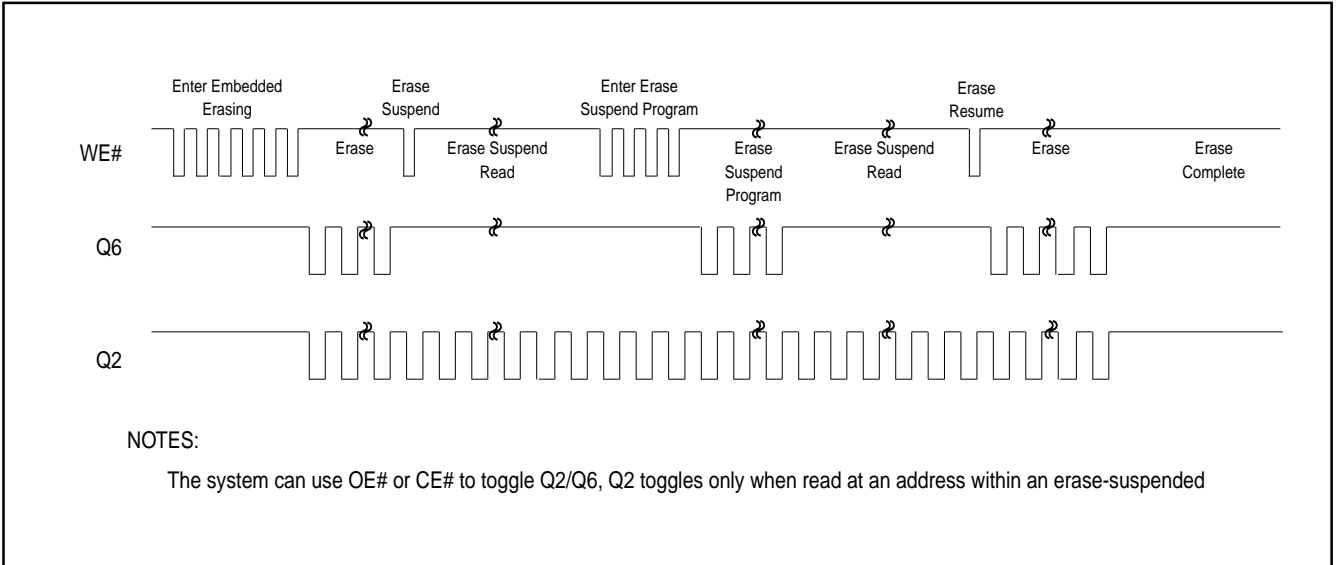 Enter Embedded
Erasing
Erase
Suspend
Enter Erase
Suspend Program
Erase
Resume
WE#
Erase
Erase Suspend
Read
Erase
Suspend
Program
Erase Suspend
Read
Erase
Erase
Complete
Q6
Q2
NOTES:
The system can use OE# or CE# to toggle Q2/Q6, Q2 toggles only when read at an address within an erase-suspended